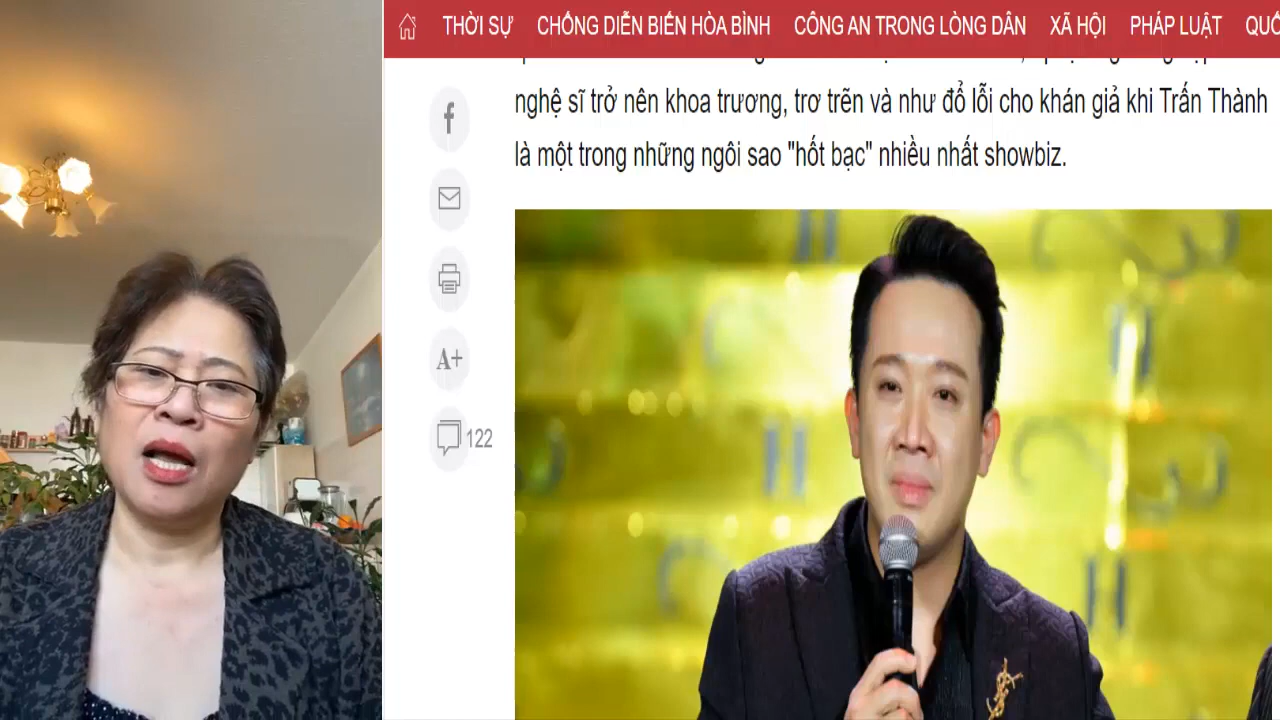 THỜI SỰ CHỐNG DIỄN BIẾN HÒA BÌNH CÔNG AN TRONG LÒNG DÂN XÃ HỘI PHÁP LUẬT QUỐ
nghệ sĩ trở nên khoa trương, trơ trẽn và như đổ lỗi cho khán giả khi Trấn Thành
là một trong những ngôi sao "hốt bạc" nhiều nhất showbiz.
A+
122